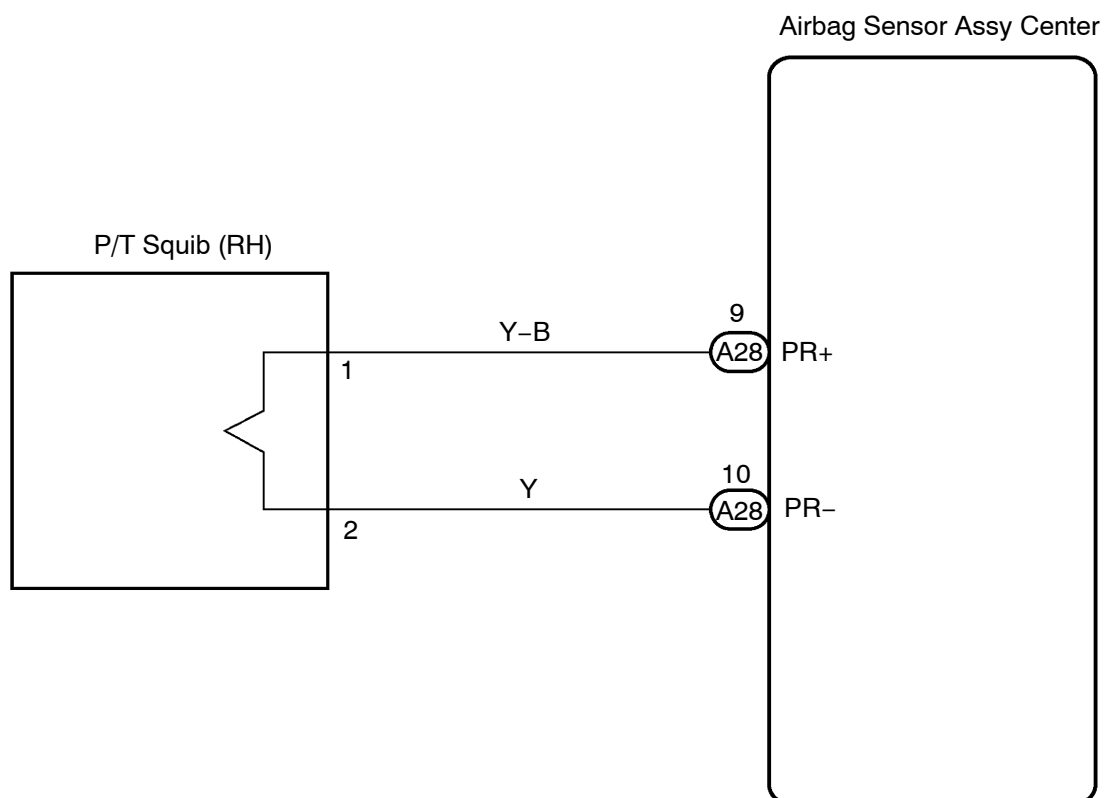 Airbag Sensor Assy Center
P/T Squib (RH)
9
Y−B
A28
PR+
1
10
Y
A28
PR−
2